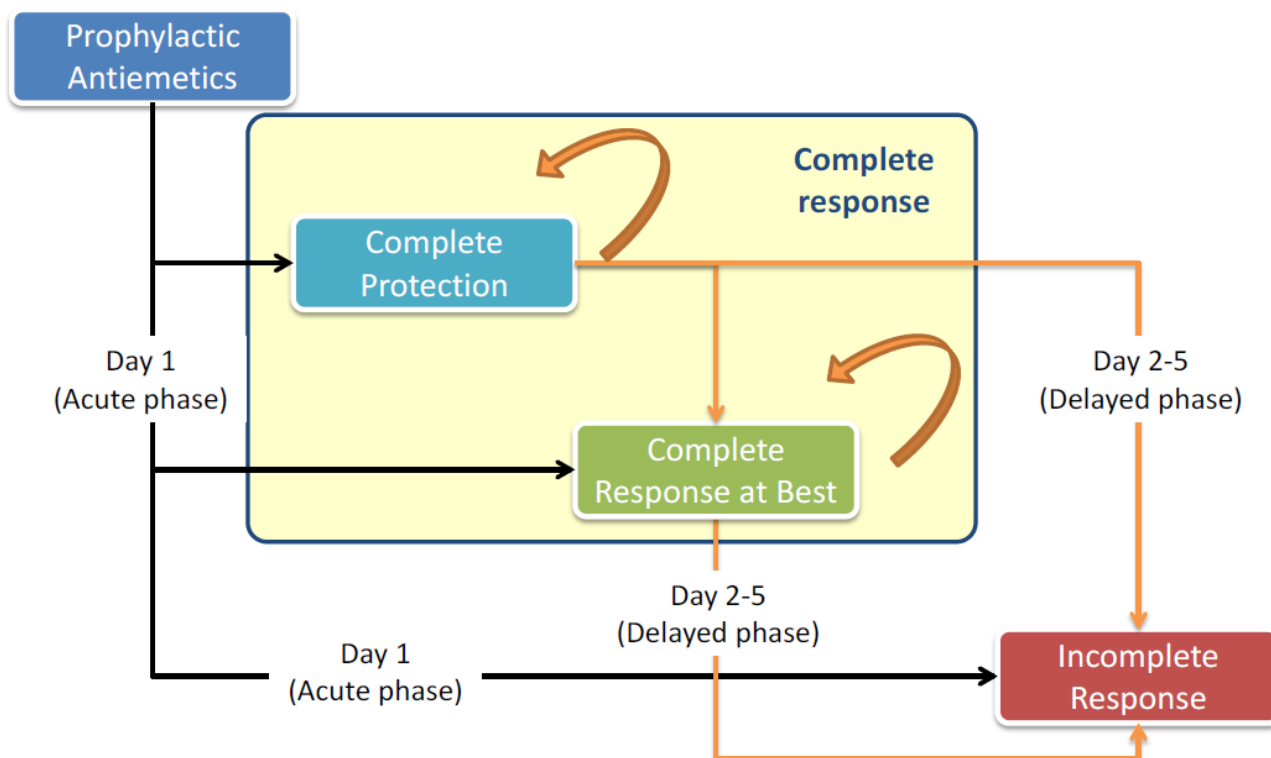 Prophylactic
Antiemetics
Complete
response
Complete
Protection
Day 1
(Acute phase)
Day 2-5
(Delayed phase)
Complete
Response at Best
Day 2-5
(Delayed phase)
Day 1
(Acute phase)
Incomplete
Response